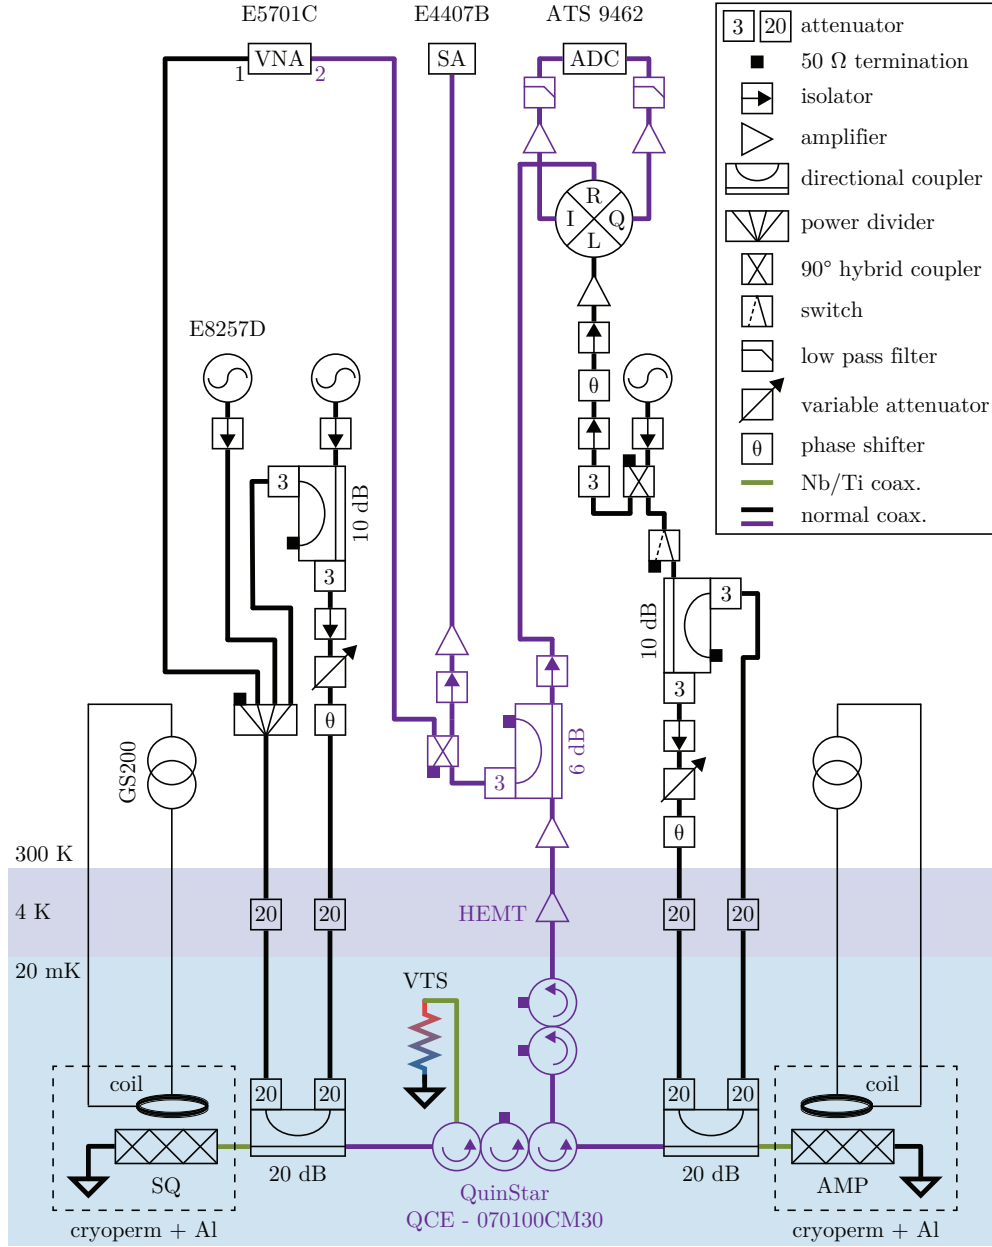 E5701C E4407B ATS 9462
VNA SA ADC
1 2
3 20 attenuator
50 Ω termination
isolator
amplifier
directional coupler
power divider
90° hybrid coupler
switch
low pass filter
variable attenuator
θ phase shifter
Nb/Ti coax.
normal coax.
R
I Q
L
E8257D
θ
3 3
10 dB
3
3
10 dB
3
θ
GS200
3
6 dB
θ
300 K
4 K
20 20 HEMT 20 20
20 mK
VTS
coil 20 20 20 20 coil
SQ 20 dB 20 dB AMP
QuinStar
QCE - 070100CM30
cryoperm + Al cryoperm + Al